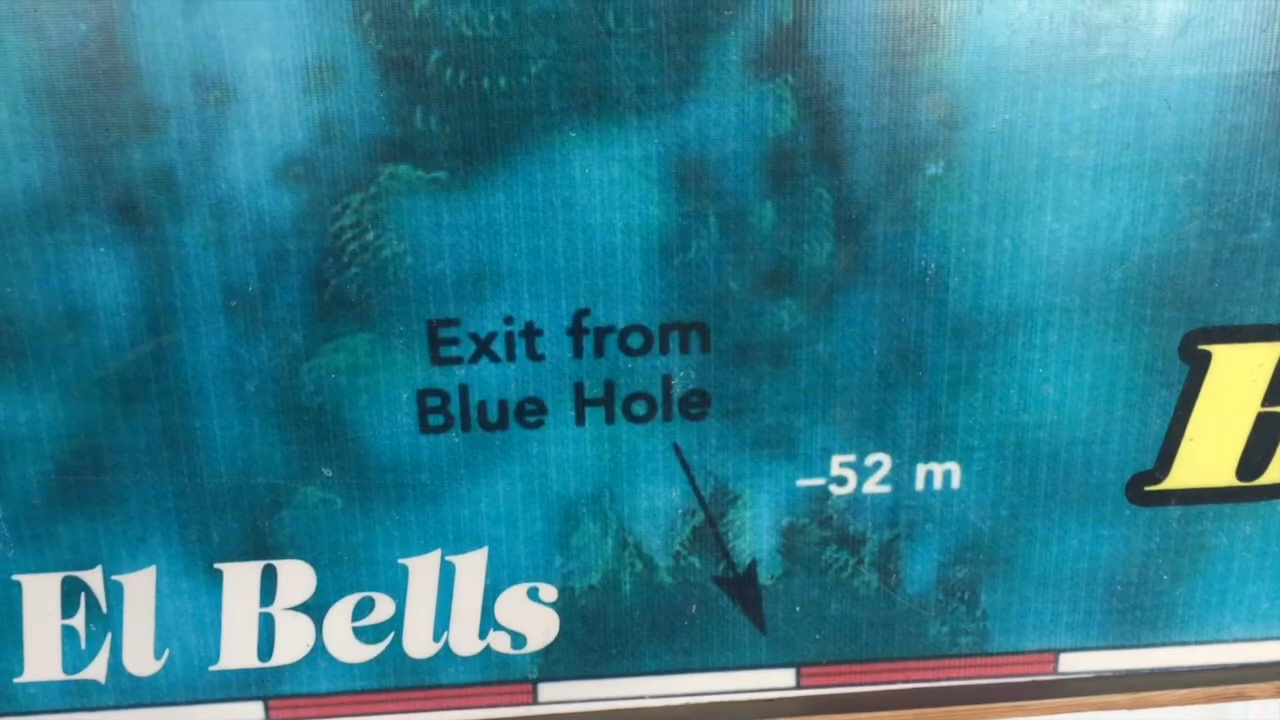 Exit from
Blue Hole
–52 m
El Bells